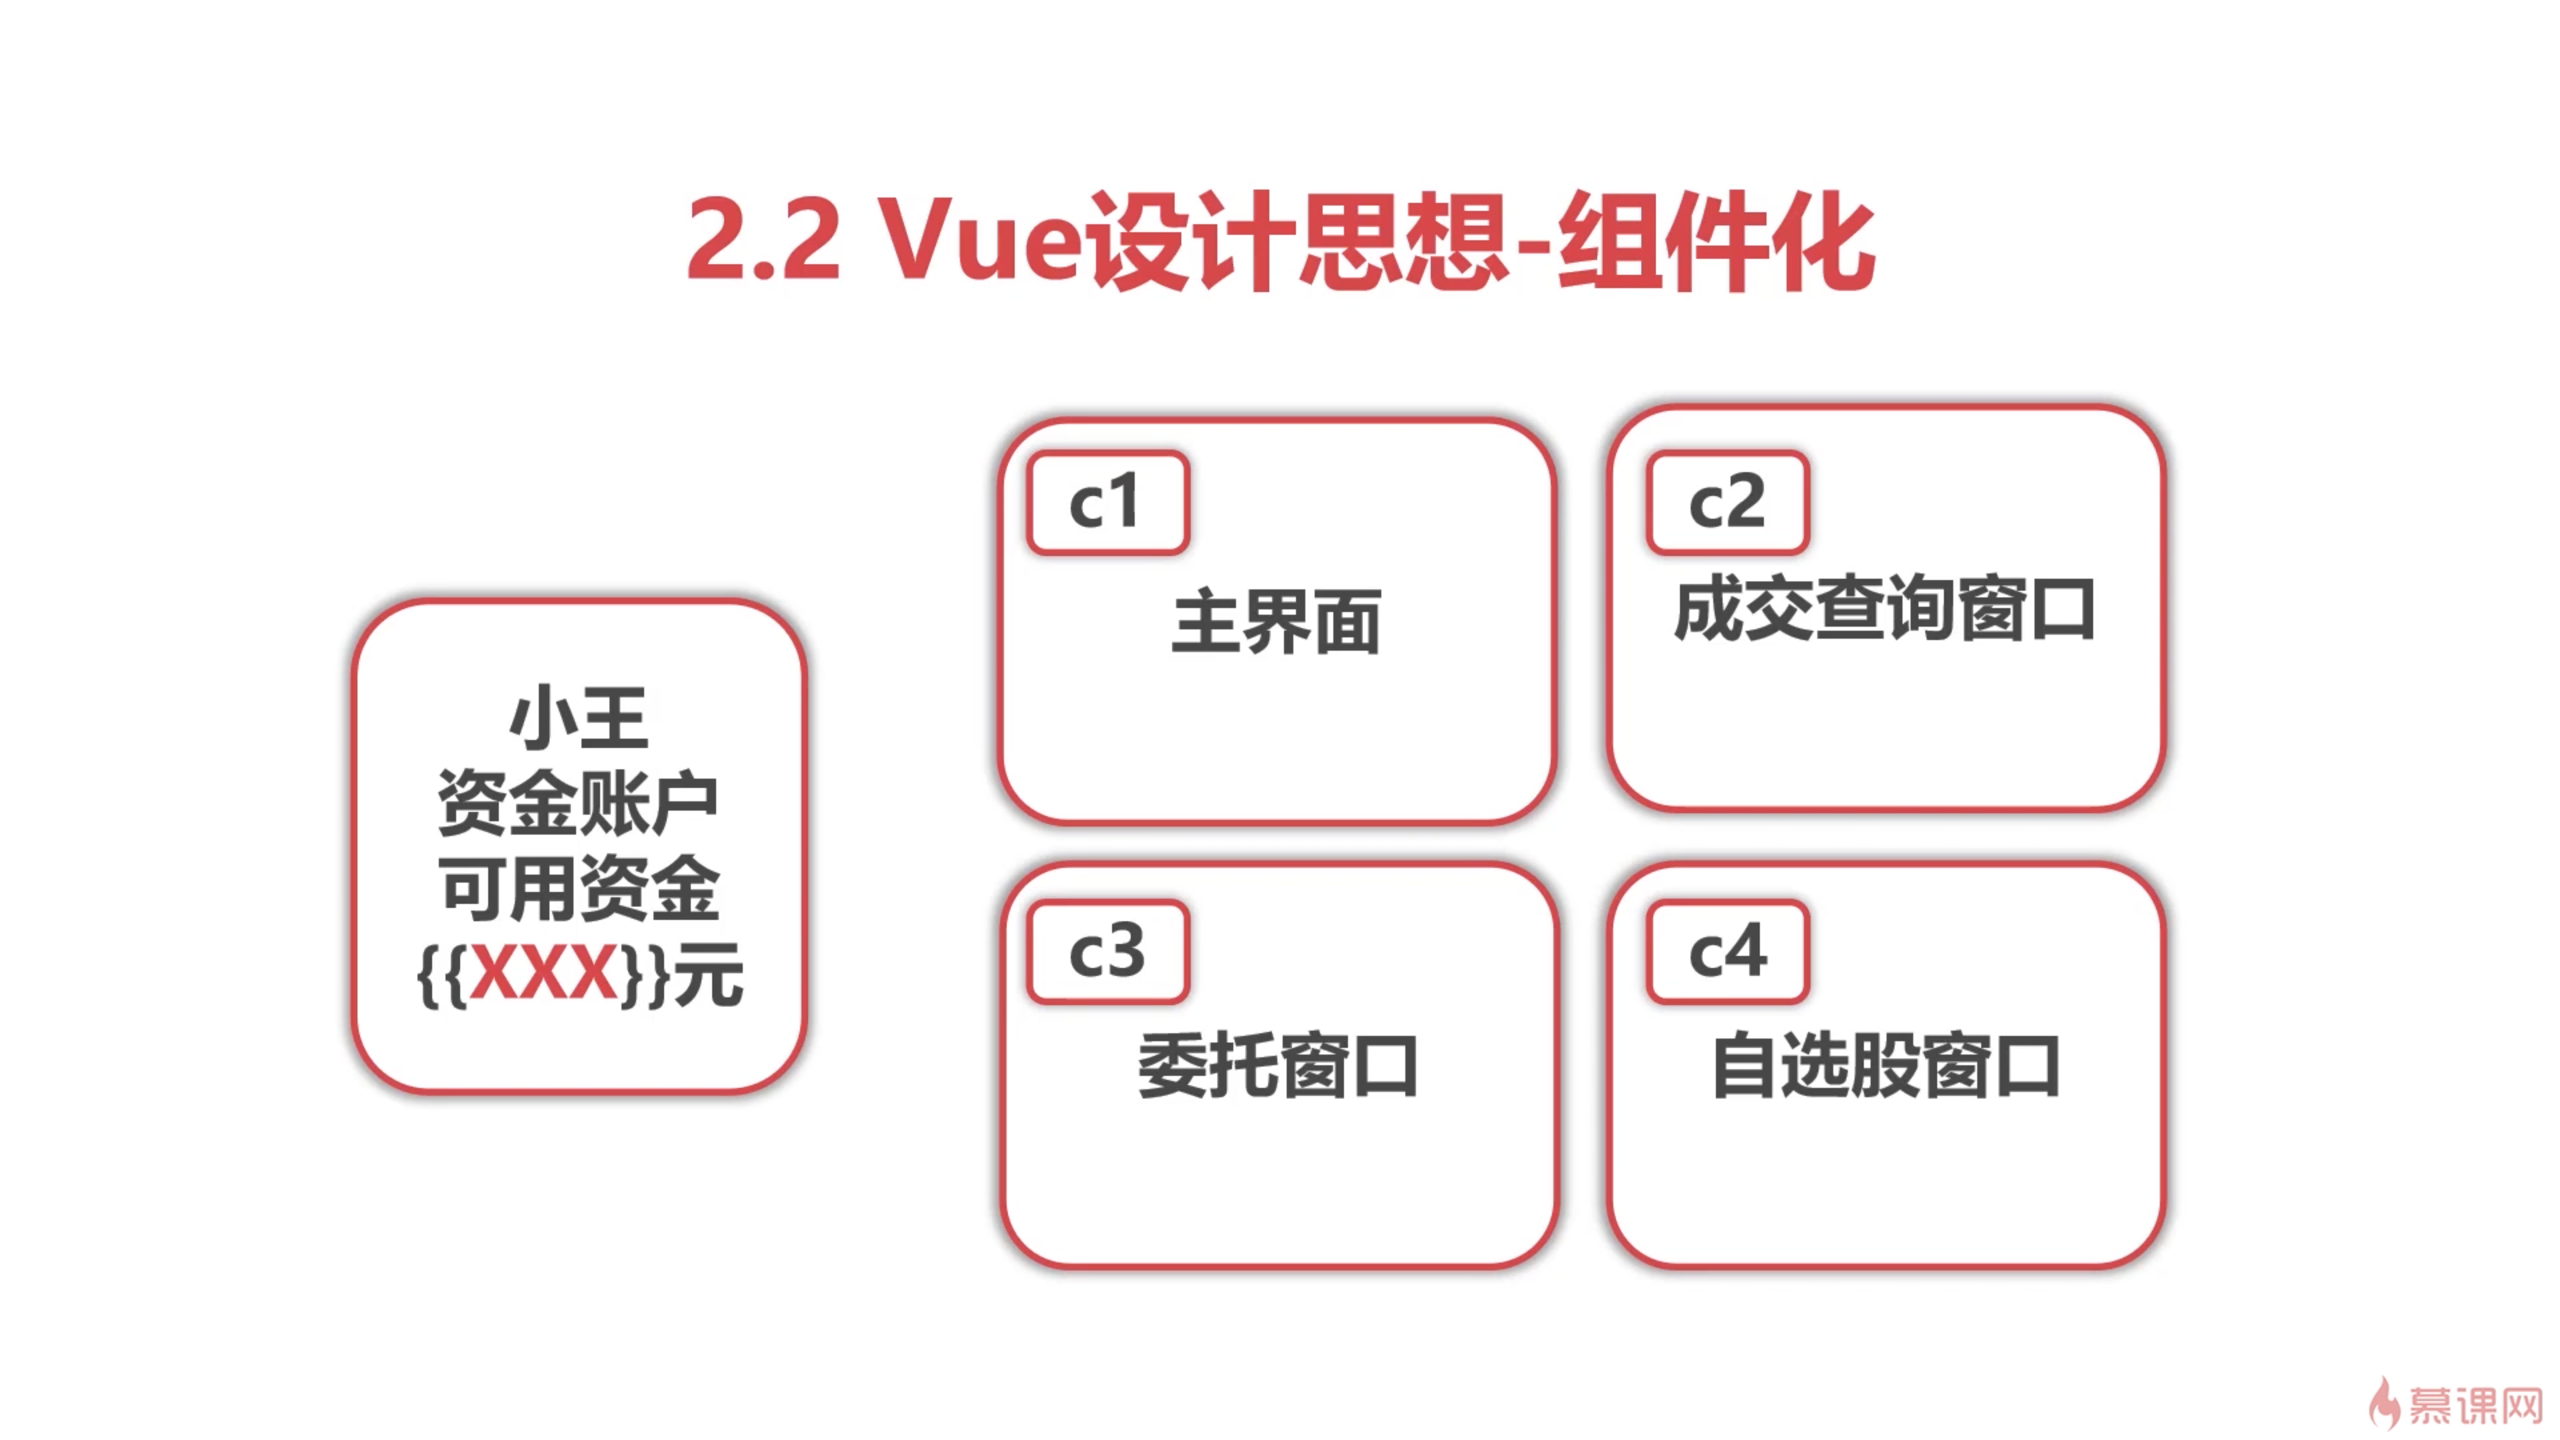 2.2 Vue设计思想-组件化
小王
资金账户
可用资金
{{XXX}}元
c1
主界面
c2
成交查询窗口
c3
委托窗口
c4
自选股窗口
慕课网